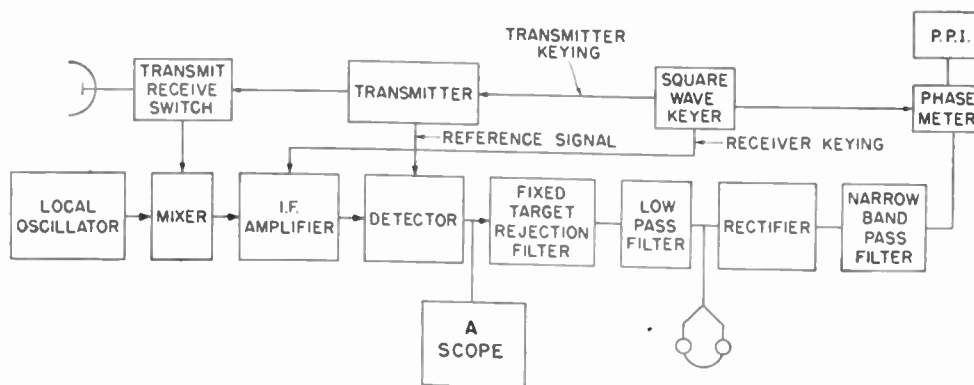 P.P.I.
TRANSMITTER
KEYING
TRANSMIT
RECEIVE
SWITCH
TRANSMITTER
SQUARE
WAVE
KEYER
PHASE
METER
REFERENCE SIGNAL
RECEIVER KEYING
LOCAL
OSCILLATOR
MIXER
I.F.
AMPLIFIER
DETECTOR
FIXED
TARGET
REJECTION
FILTER
LOW
PASS
FILTER
RECTIFIER
NARROW
BAND
PASS
FILTER
A
SCOPE